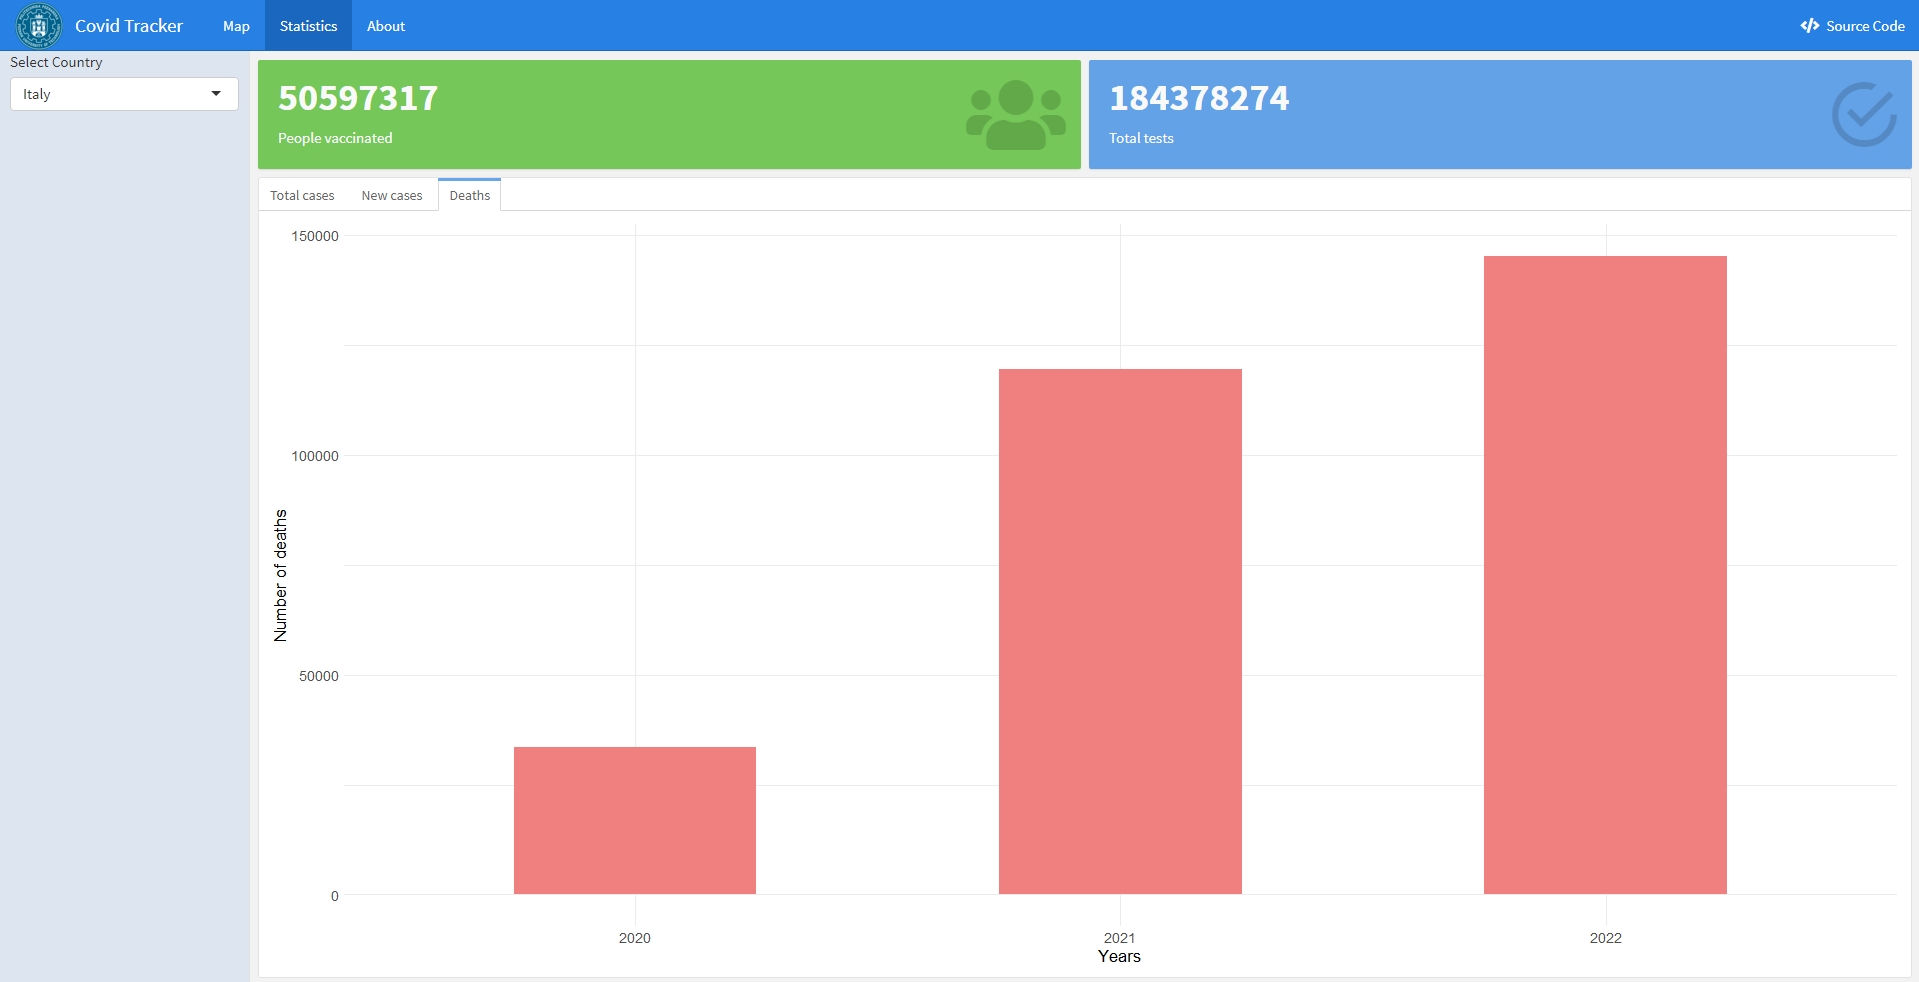 Covid Tracker Map Statistics About Source Code
Select Country
Italy
50597317
People vaccinated
184378274
Total tests
Total cases New cases Deaths
150000
100000
50000
0
Number of deaths
2020 2021 2022
Years